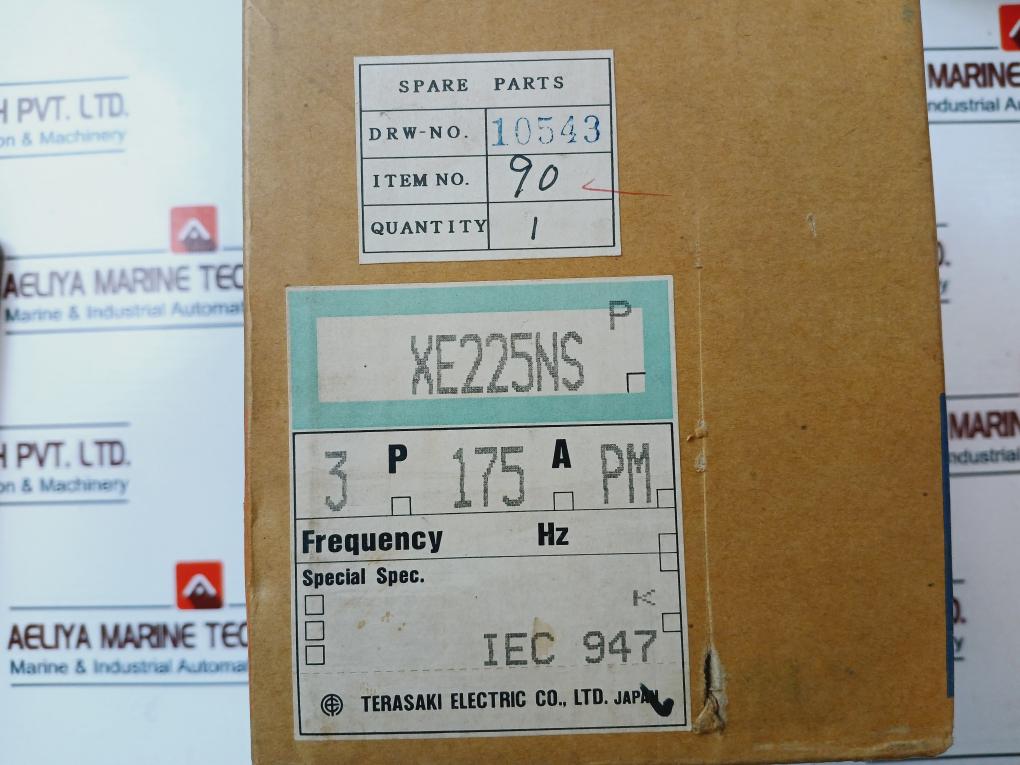 SPARE PARTS
DRW-NO. 10543
ITEM NO. 90
QUANTITY 1
P
XE225NS
3 P 175 A PM
Frequency Hz
Special Spec.
K
IEC 947
TERASAKI ELECTRIC CO., LTD. JAPAN
H PVT. LTD.
on & Machinery
AELIYA MARINE TEC
Marine & Industrial Automat
H PVT. LTD.
on & Machinery
AELIYA MARINE TEC
Marine & Industrial Automat
MARINE
ndustrial A
MARIN
ndustria